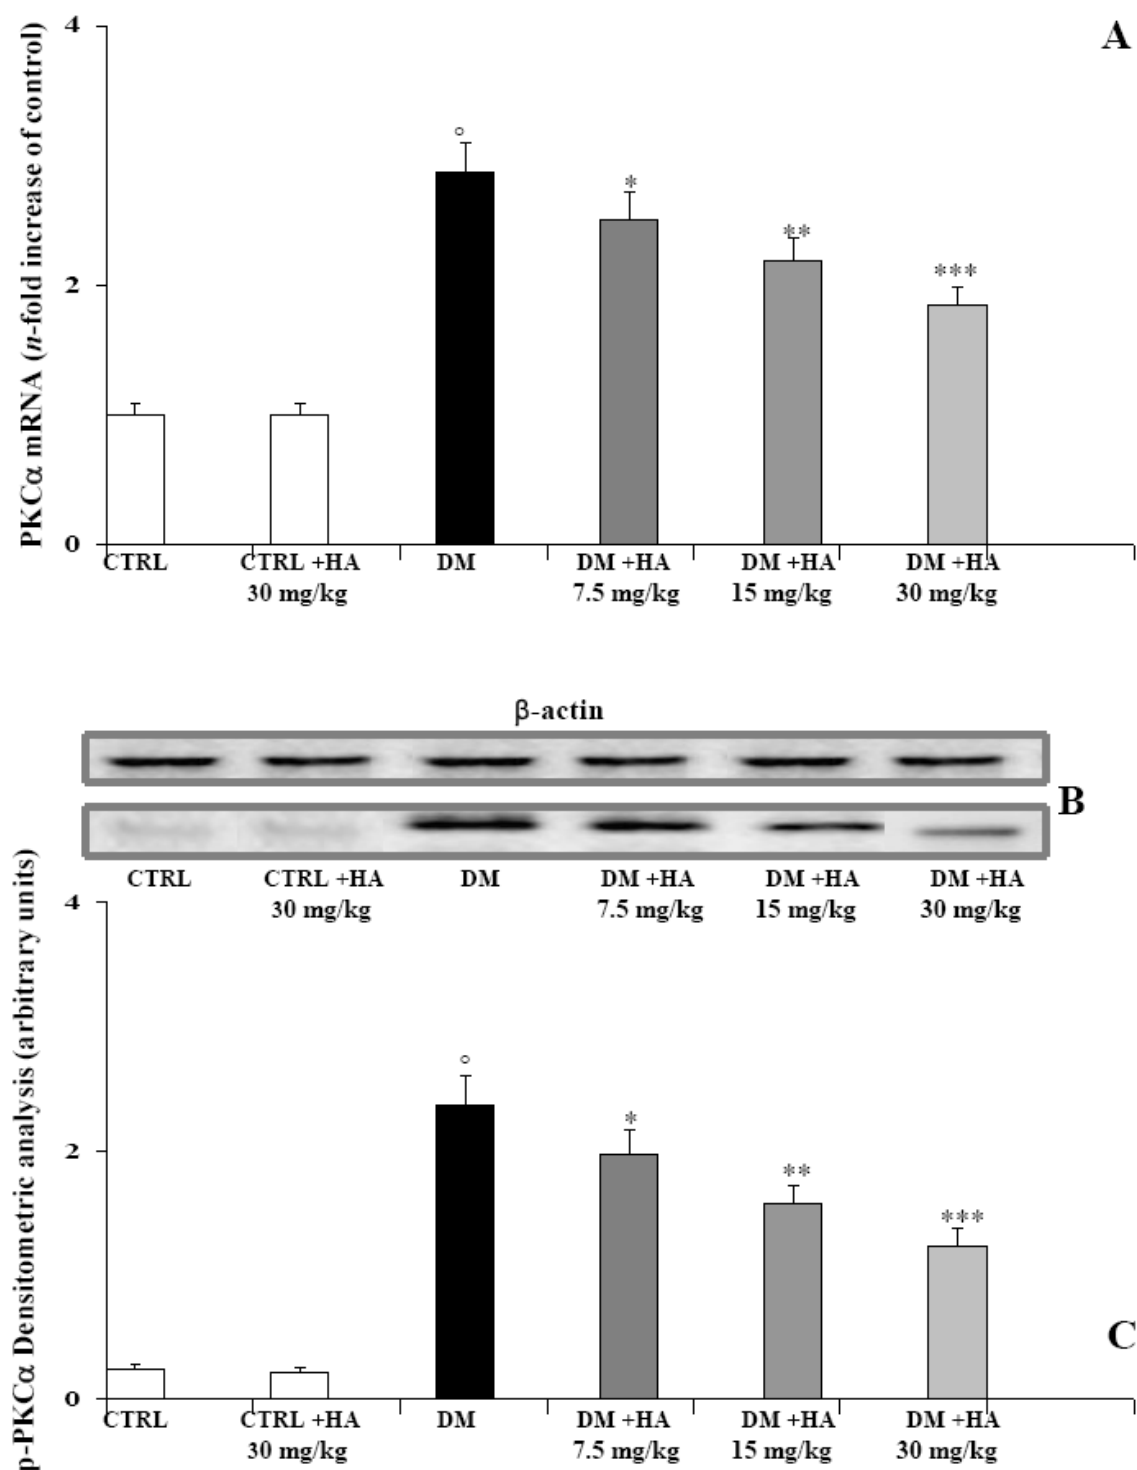 A
PKCα mRNA (n-fold increase of control)
4
2
0
°
*
**
***
CTRL
CTRL +HA
30 mg/kg
DM
DM +HA
7.5 mg/kg
DM +HA
15 mg/kg
DM +HA
30 mg/kg
β-actin
B
CTRL
CTRL +HA
30 mg/kg
DM
DM +HA
7.5 mg/kg
DM +HA
15 mg/kg
DM +HA
30 mg/kg
p-PKCα Densitometric analysis (arbitrary units)
4
2
0
°
*
**
***
C
CTRL
CTRL +HA
30 mg/kg
DM
DM +HA
7.5 mg/kg
DM +HA
15 mg/kg
DM +HA
30 mg/kg